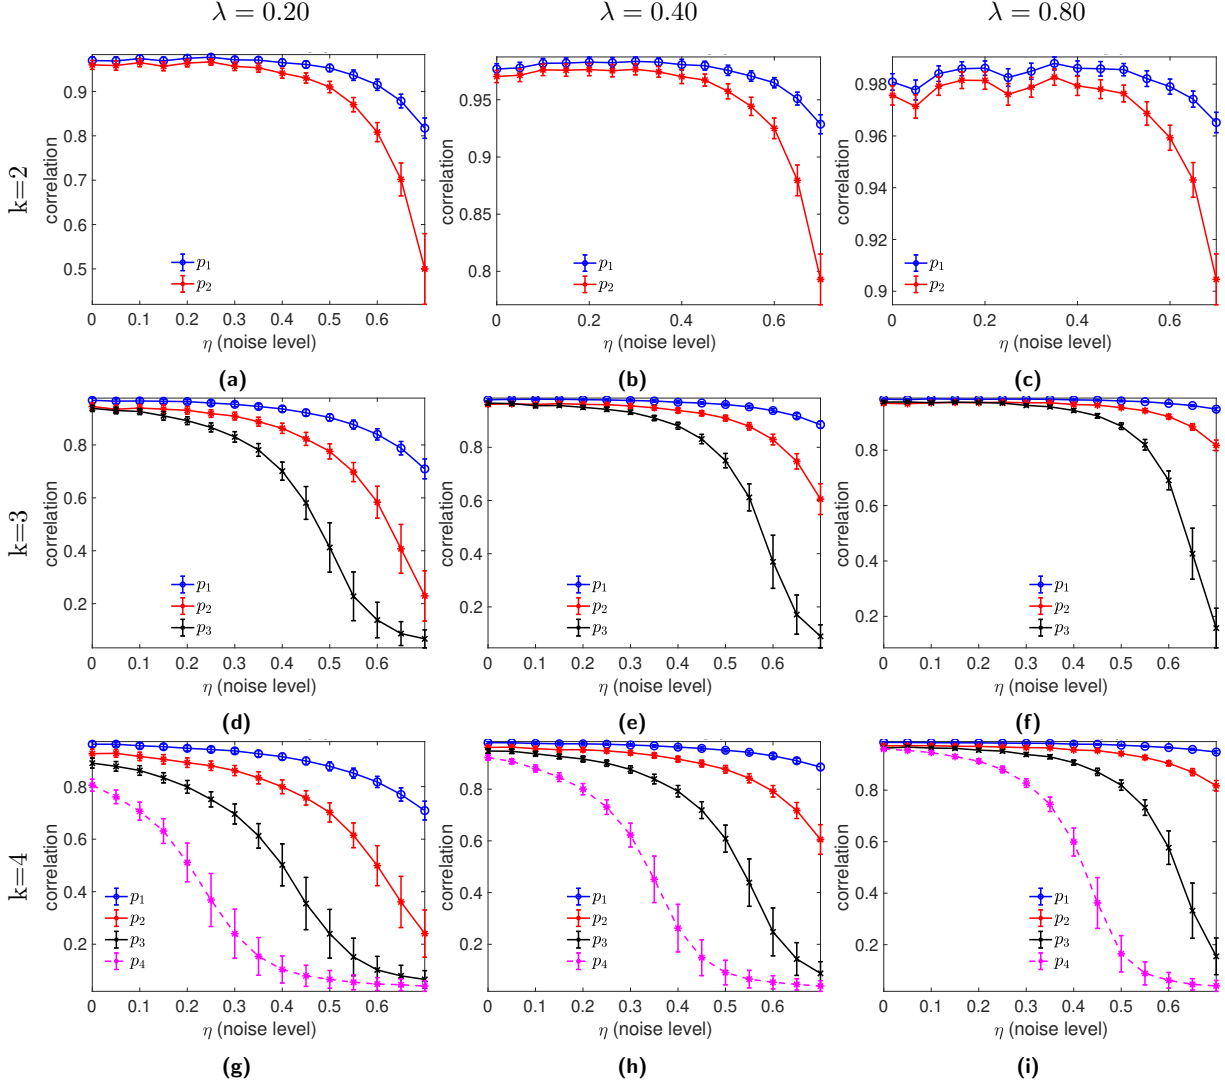 λ = 0.20 λ = 0.40 λ = 0.80
k=2
correlation
0.9
0.8
0.7
0.6
0.5
p₁
p₂
0 0.1 0.2 0.3 0.4 0.5 0.6
η (noise level)
(a)
correlation
0.95
0.9
0.85
0.8
p₁
p₂
0 0.2 0.4 0.6
η (noise level)
(b)
correlation
0.98
0.96
0.94
0.92
0.9
p₁
p₂
0 0.2 0.4 0.6
η (noise level)
(c)
k=3
correlation
0.8
0.6
0.4
0.2
p₁
p₂
p₃
0 0.1 0.2 0.3 0.4 0.5 0.6
η (noise level)
(d)
correlation
0.8
0.6
0.4
0.2
p₁
p₂
p₃
0 0.1 0.2 0.3 0.4 0.5 0.6
η (noise level)
(e)
correlation
0.8
0.6
0.4
0.2
p₁
p₂
p₃
0 0.1 0.2 0.3 0.4 0.5 0.6
η (noise level)
(f)
k=4
correlation
0.8
0.6
0.4
0.2
p₁
p₂
p₃
p₄
0 0.1 0.2 0.3 0.4 0.5 0.6
η (noise level)
(g)
correlation
0.8
0.6
0.4
0.2
p₁
p₂
p₃
p₄
0 0.1 0.2 0.3 0.4 0.5 0.6
η (noise level)
(h)
correlation
0.8
0.6
0.4
0.2
p₁
p₂
p₃
p₄
0 0.1 0.2 0.3 0.4 0.5 0.6
η (noise level)
(i)